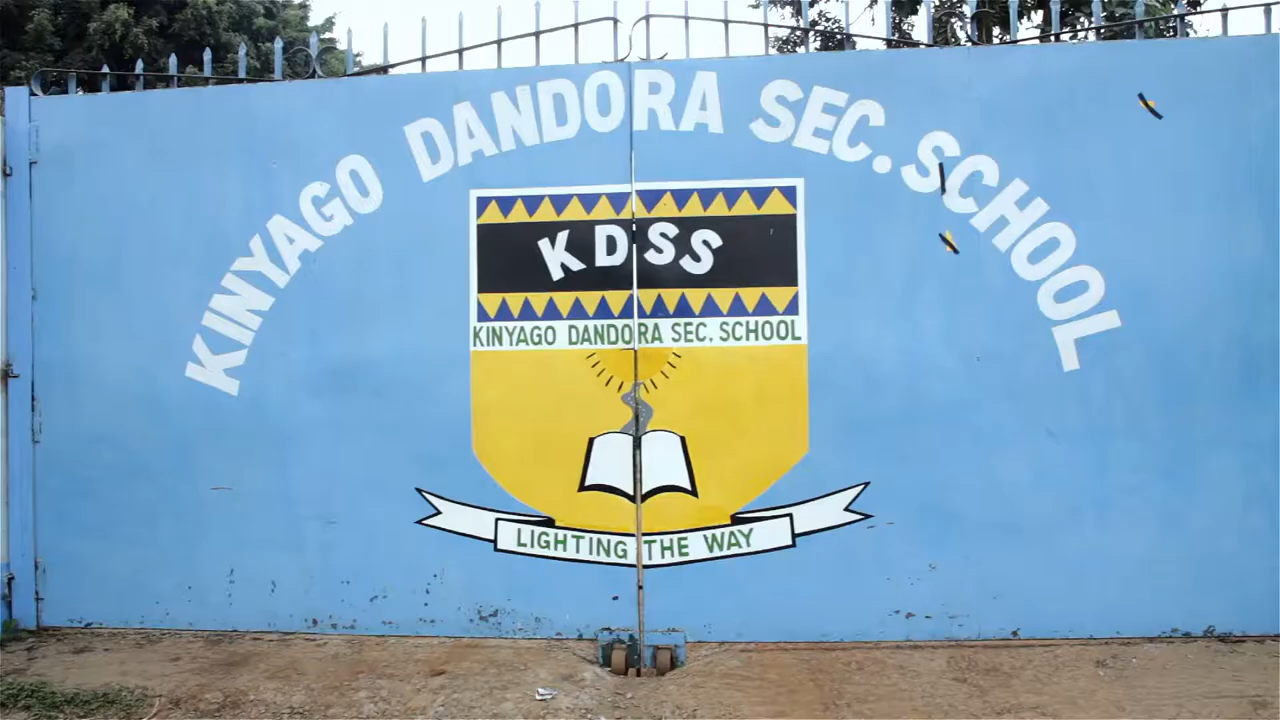 KINYAGO DANDORA SEC. SCHOOL
KDSS
KINYAGO DANDORA SEC. SCHOOL
LIGHTING THE WAY